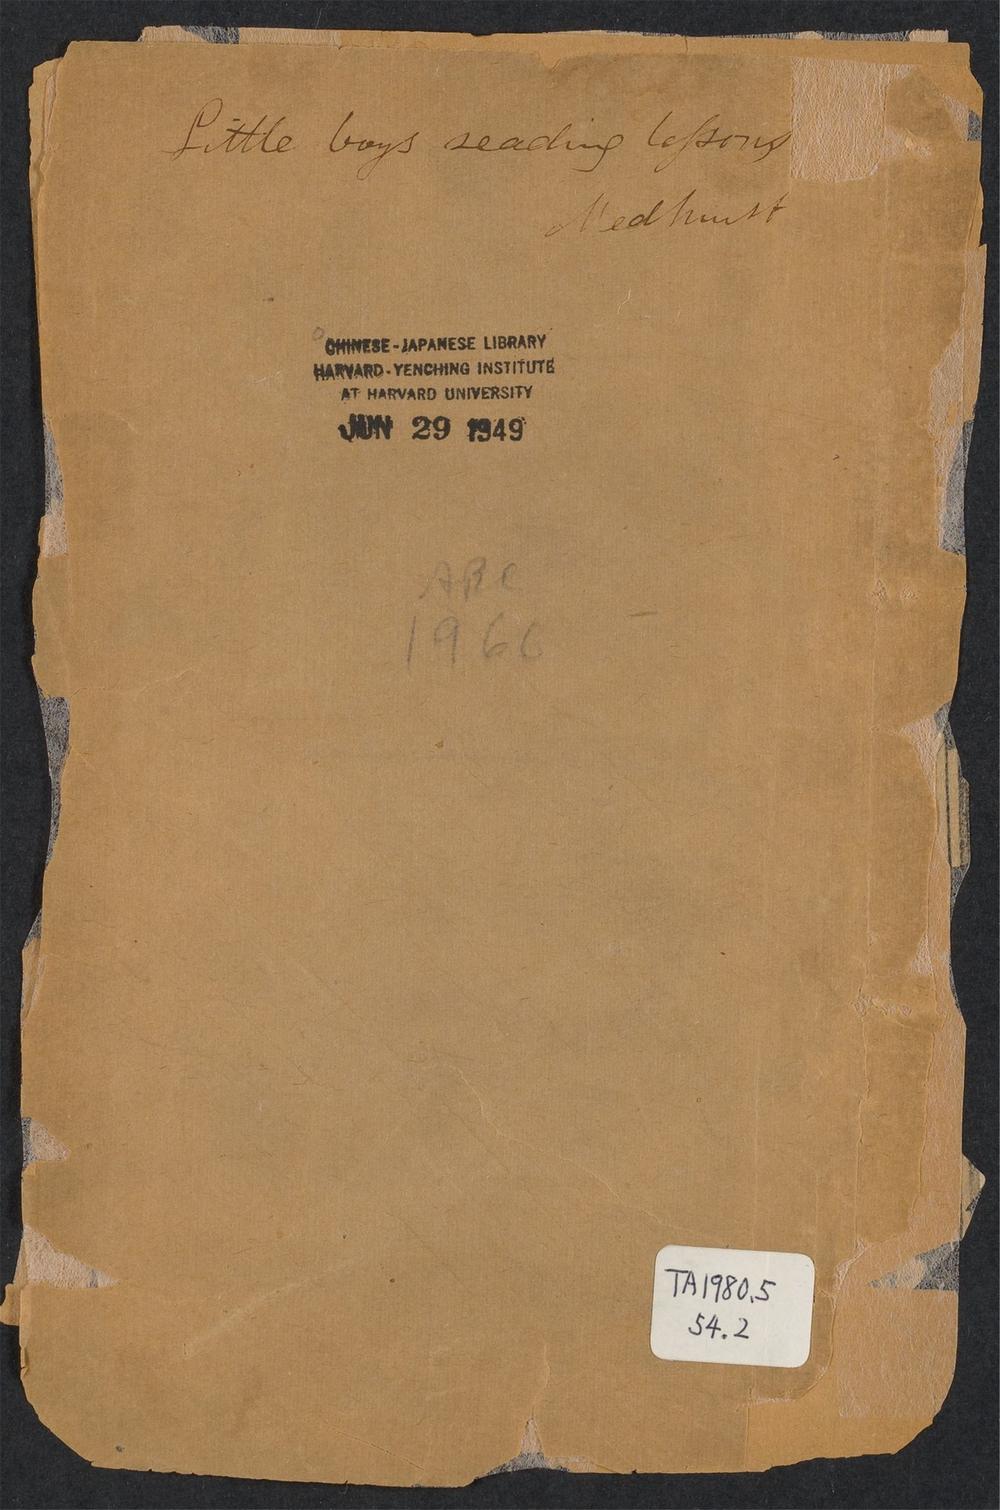 Little boys reading lessons
Medhurst
CHINESE-JAPANESE LIBRARY
HARVARD-YENCHING INSTITUTE
AT HARVARD UNIVERSITY
JUN 29 1949
ABC
1966
TA1980.5
54.2